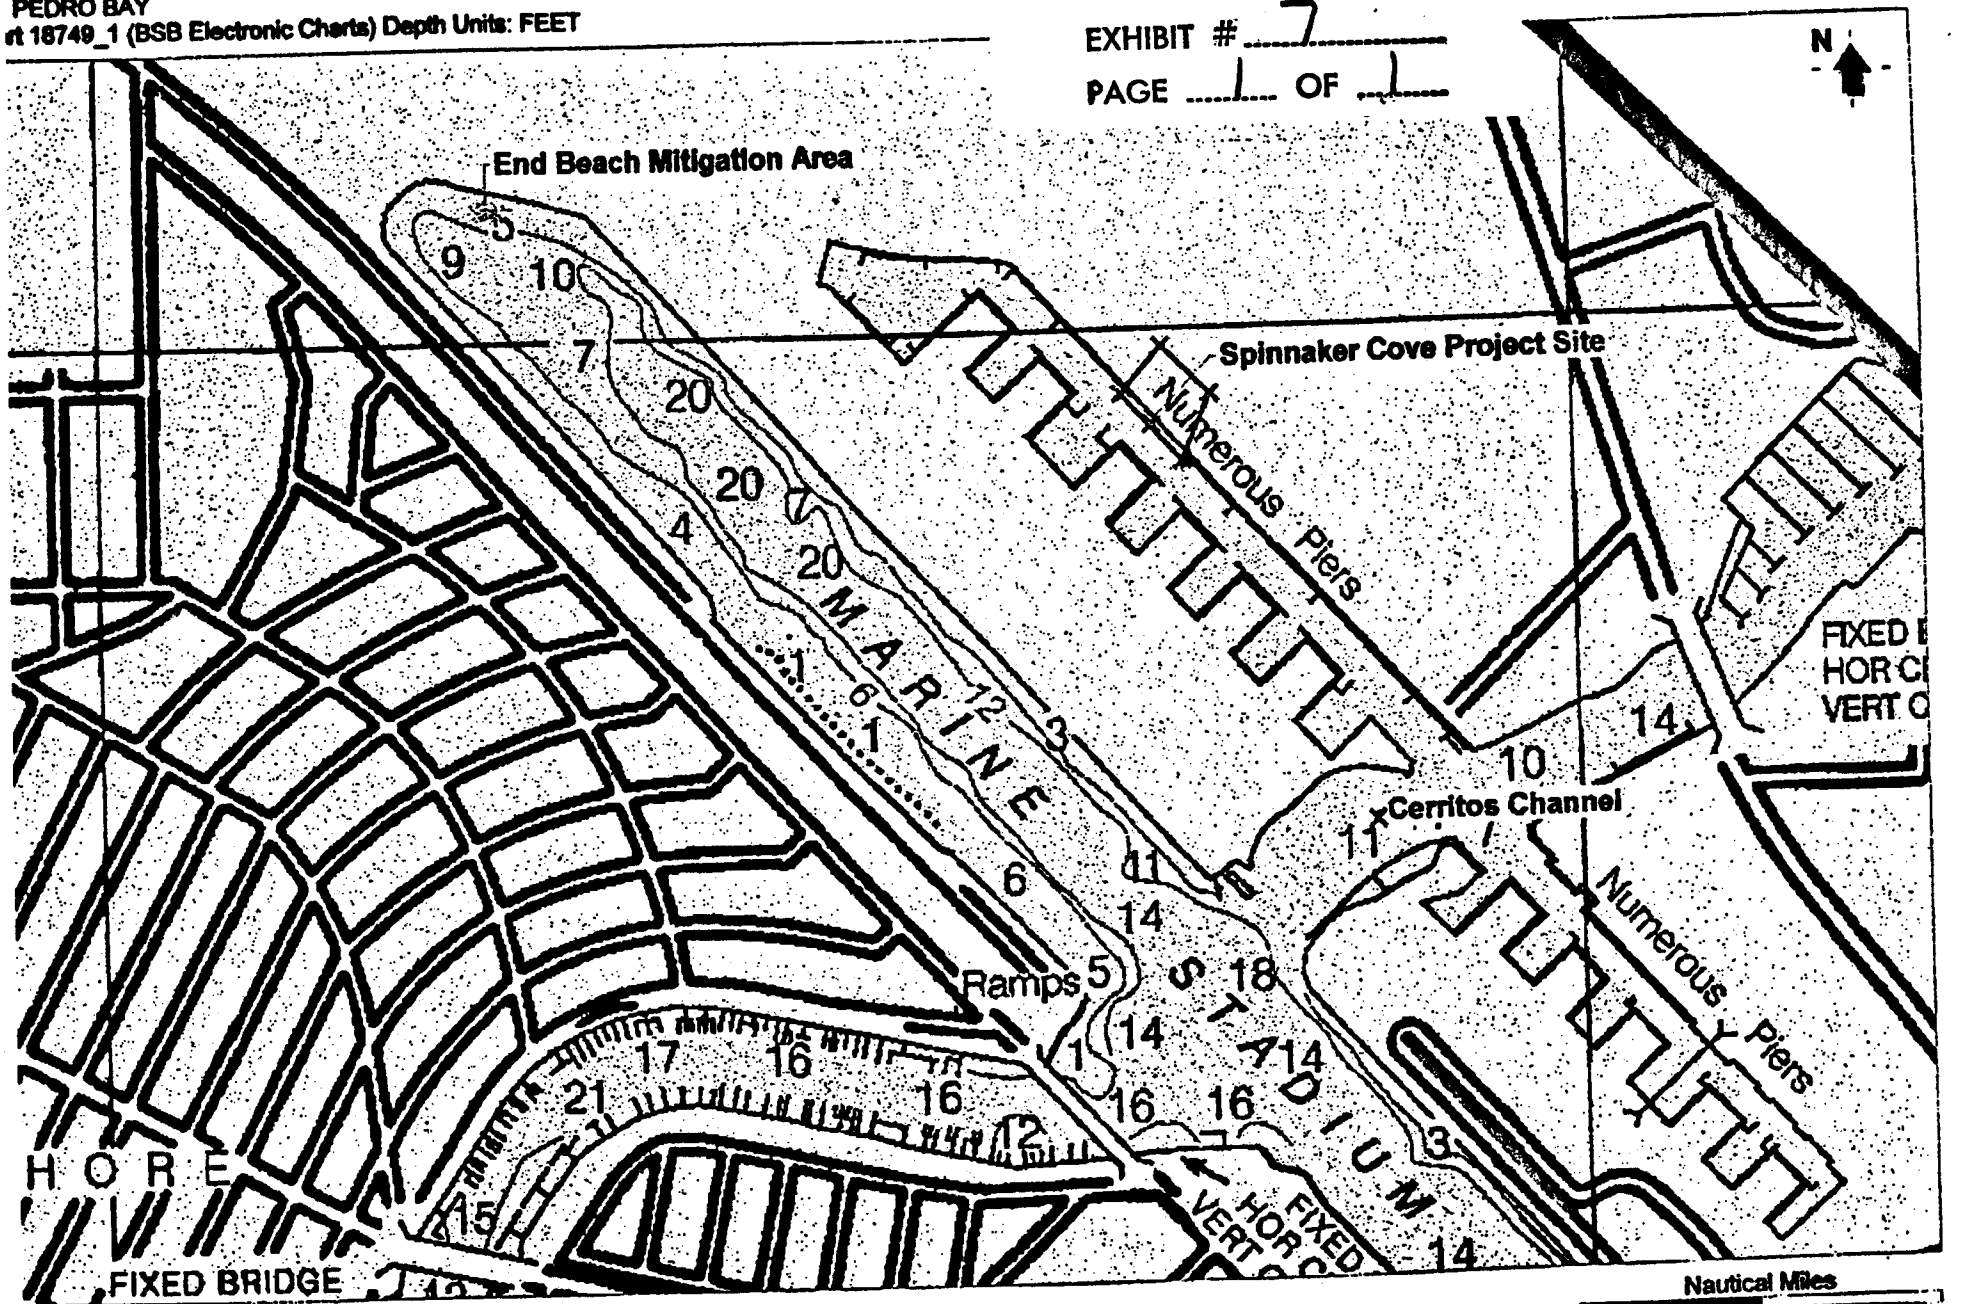 PEDRO BAY
rt 18749_1 (BSB Electronic Charts) Depth Units: FEET
EXHIBIT # 7
PAGE 1 OF 1
N
End Beach Mitigation Area
5
9
10
7
20
Spinnaker Cove Project Site
Numerous Piers
20
7
4
20
MARINE
1
6
12
3
1
FIXED
HOR
VERT
14
10
Cerritos Channel
11
11
6
14
Numerous Piers
STADIUM
Ramps
5
18
14
1
14
17
16
21
16
16
16
12
3
HORE
15
FIXED
HOR
VERT
14
FIXED BRIDGE
12
Nautical Miles